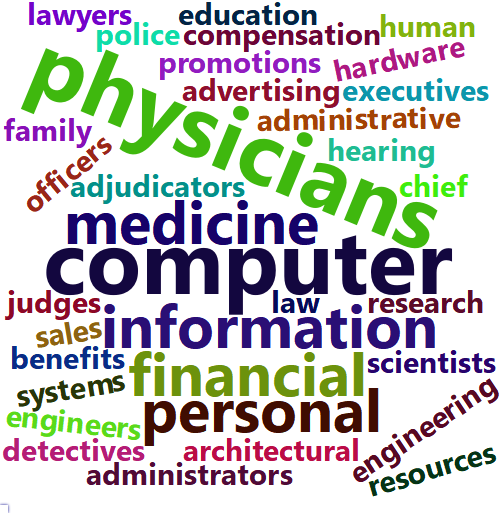 lawyers education
police compensation human
promotions hardware
physicians
advertising executives
family administrative
officers hearing
adjudicators chief
medicine
computer
judges law research
sales information
benefits financial scientists
systems personal
engineers engineering
detectives architectural
administrators resources